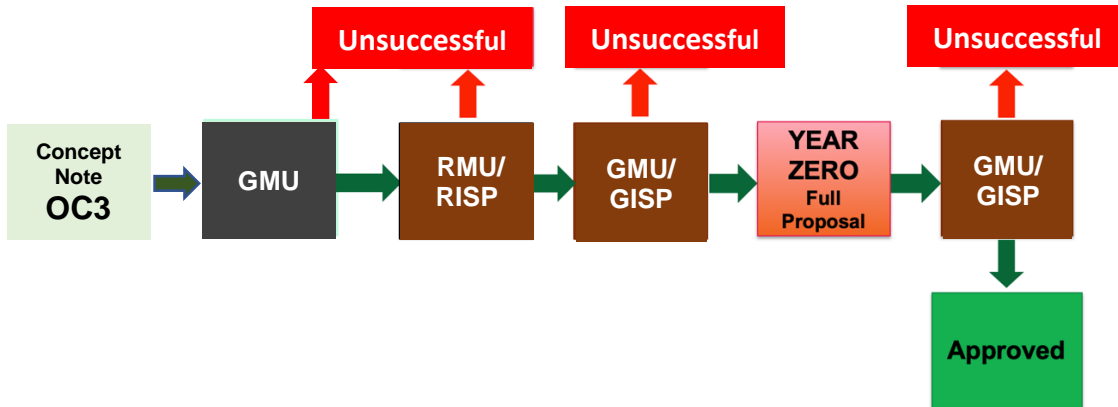 Unsuccessful
Unsuccessful
Unsuccessful
Concept
Note
OC3
GMU
RMU/
RISP
GMU/
GISP
YEAR
ZERO
Full
Proposal
GMU/
GISP
Approved